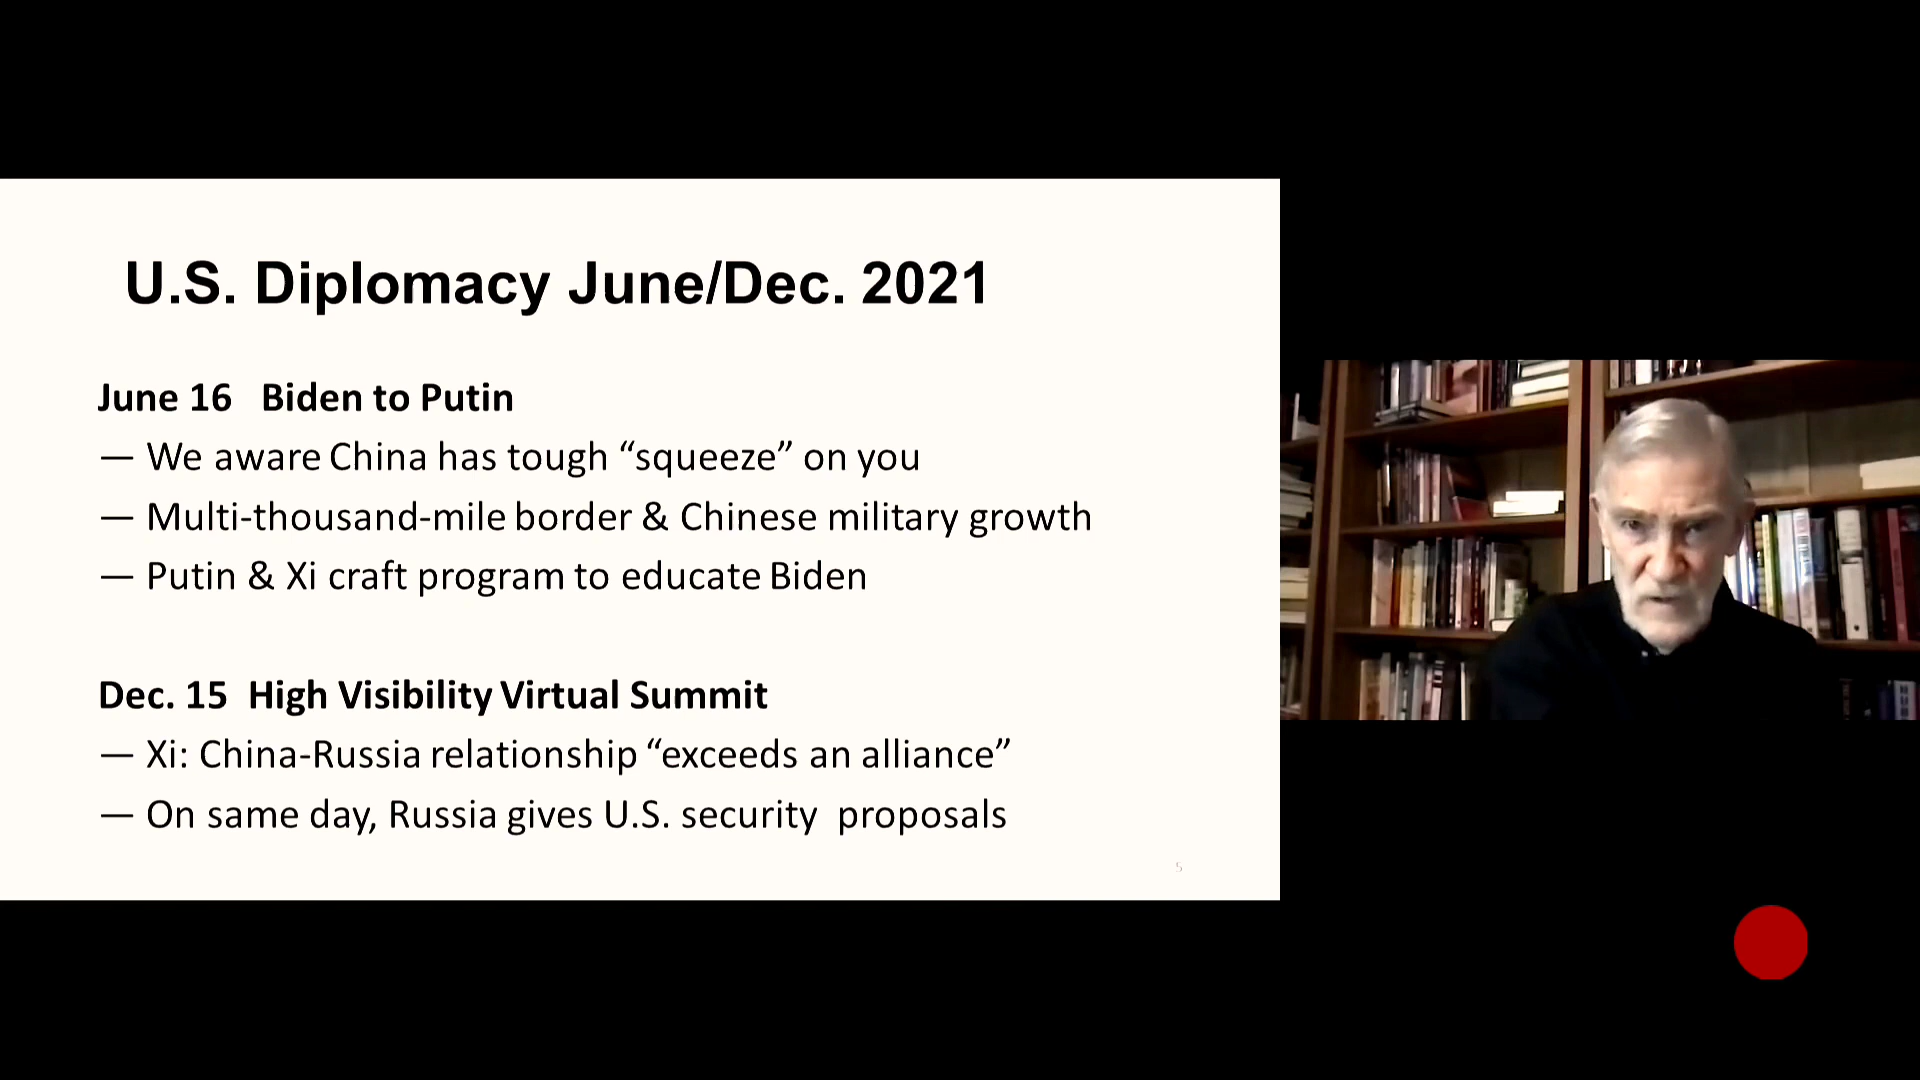 U.S. Diplomacy June/Dec. 2021
June 16 Biden to Putin
— We aware China has tough “squeeze” on you
— Multi-thousand-mile border & Chinese military growth
— Putin & Xi craft program to educate Biden
Dec. 15 High Visibility Virtual Summit
— Xi: China-Russia relationship “exceeds an alliance”
— On same day, Russia gives U.S. security proposals
5